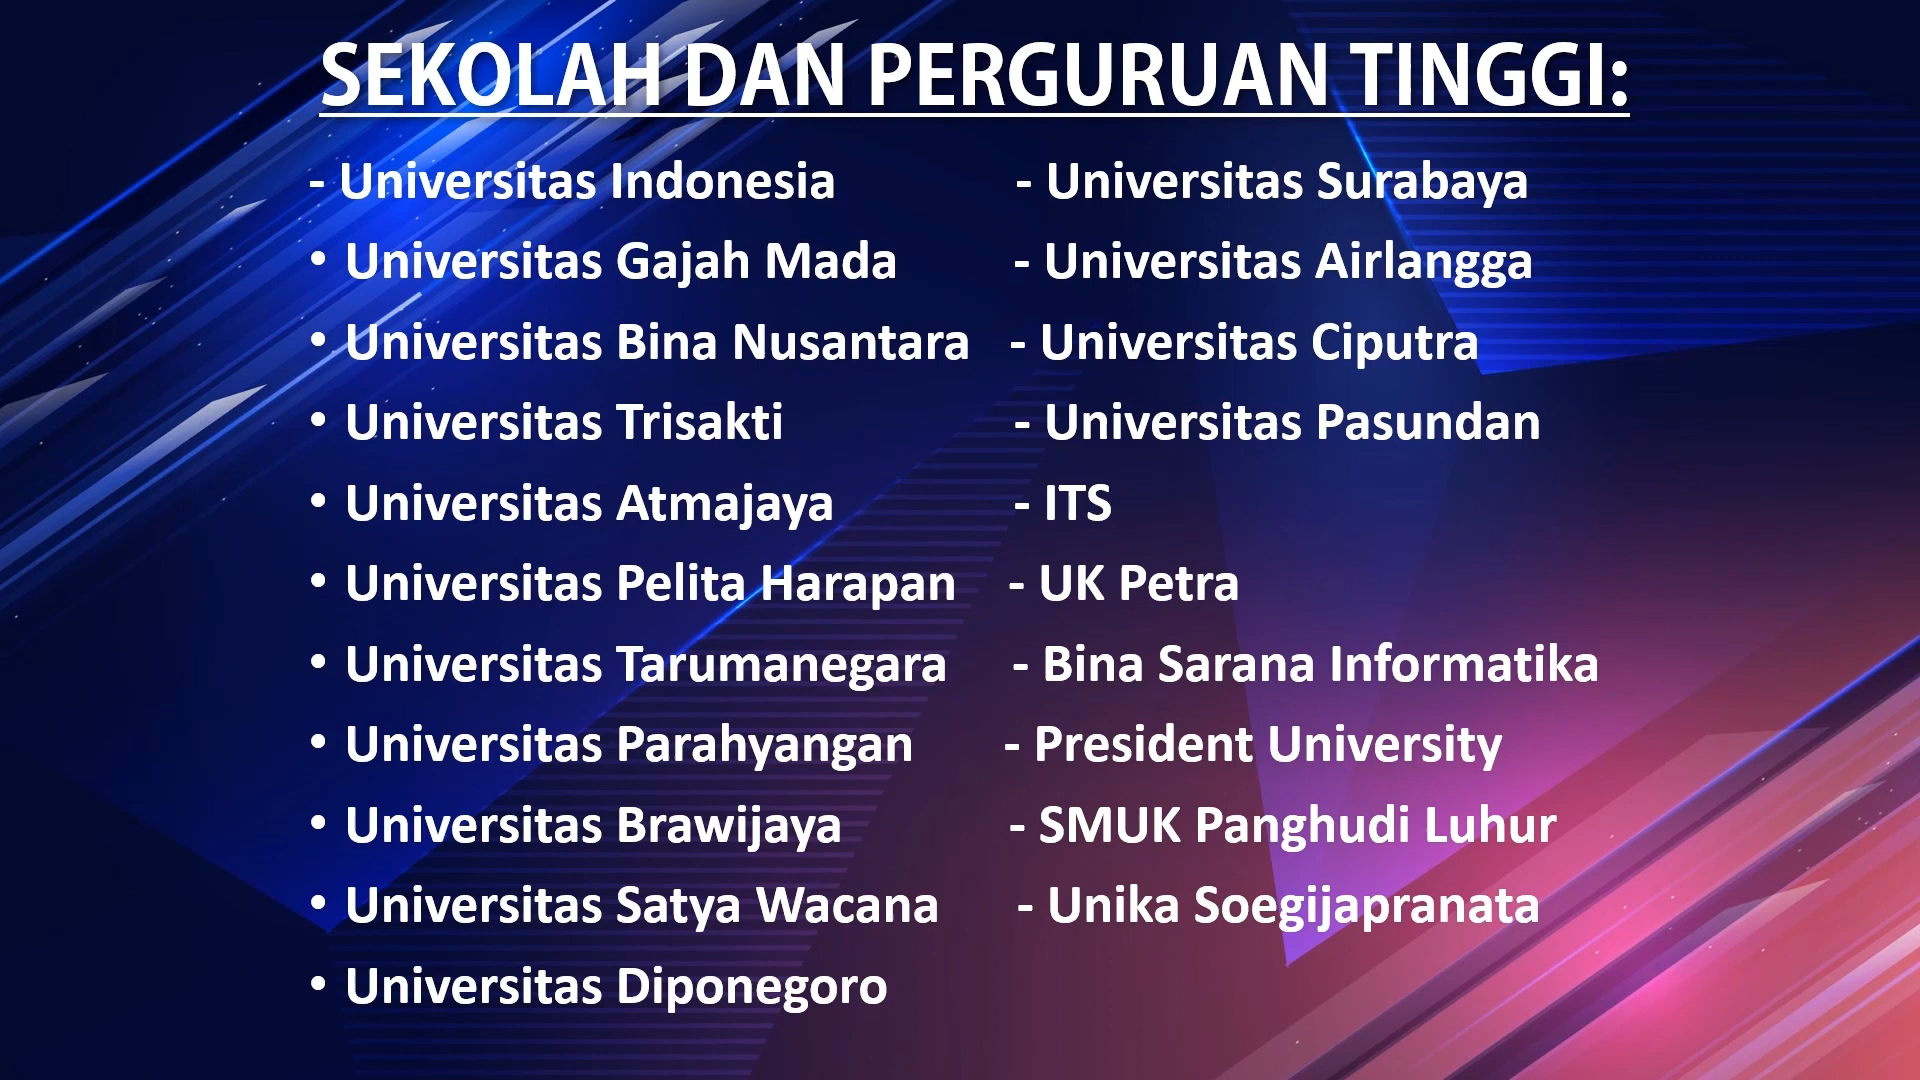 SEKOLAH DAN PERGURUAN TINGGI:
- Universitas Indonesia - Universitas Surabaya
• Universitas Gajah Mada - Universitas Airlangga
• Universitas Bina Nusantara - Universitas Ciputra
• Universitas Trisakti - Universitas Pasundan
• Universitas Atmajaya - ITS
• Universitas Pelita Harapan - UK Petra
• Universitas Tarumanegara - Bina Sarana Informatika
• Universitas Parahyangan - President University
• Universitas Brawijaya - SMUK Panghudi Luhur
• Universitas Satya Wacana - Unika Soegijapranata
• Universitas Diponegoro